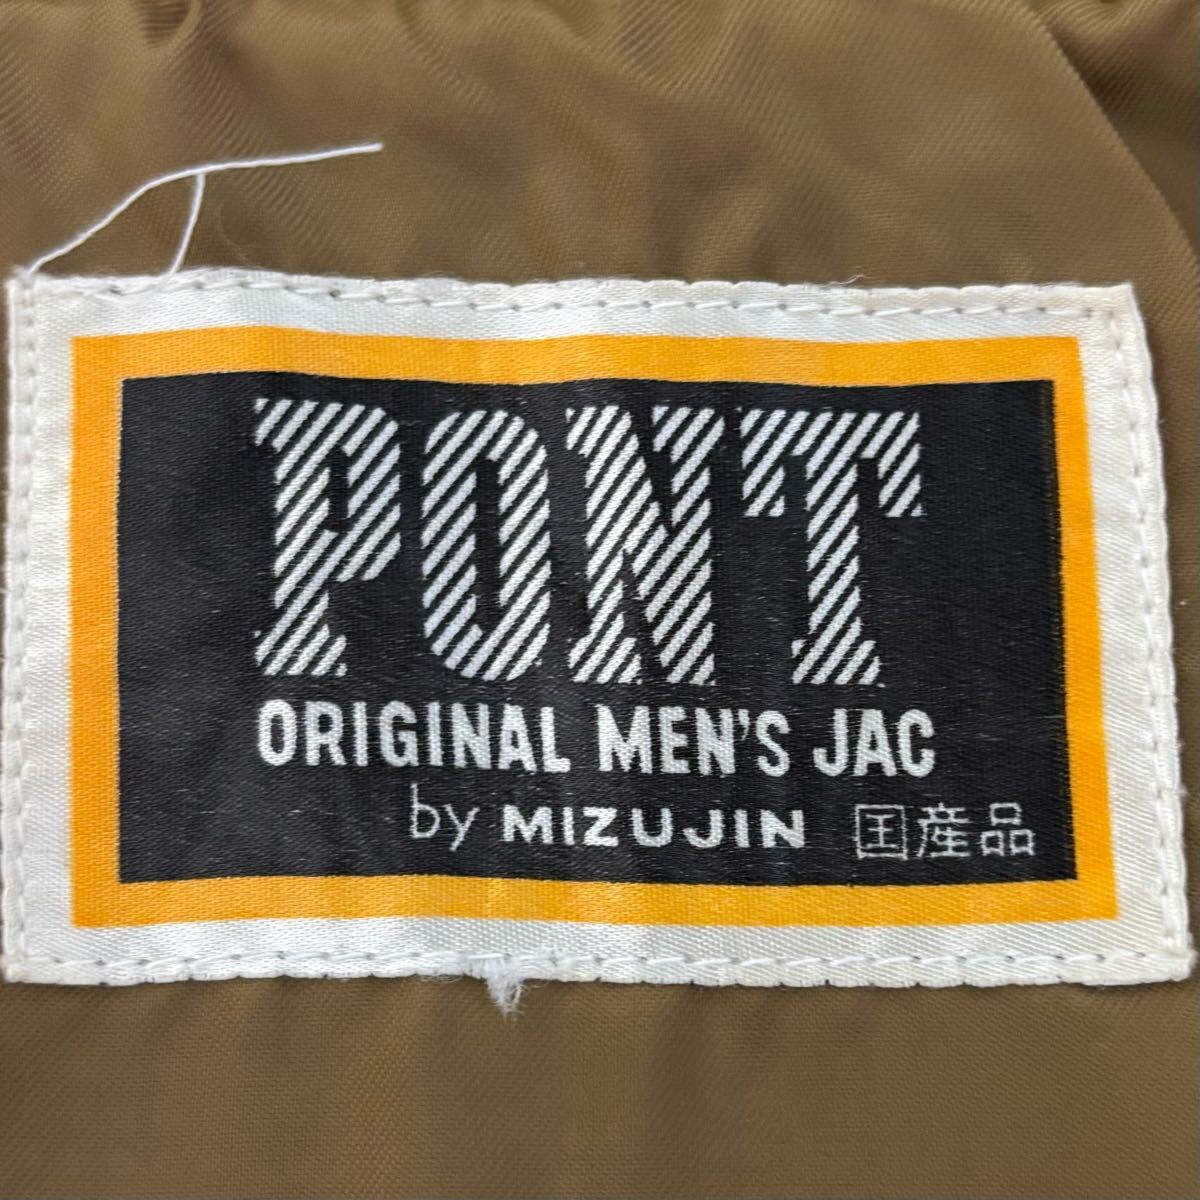 PONT
ORIGINAL MEN'S JAC
by MIZUJIN 国産品